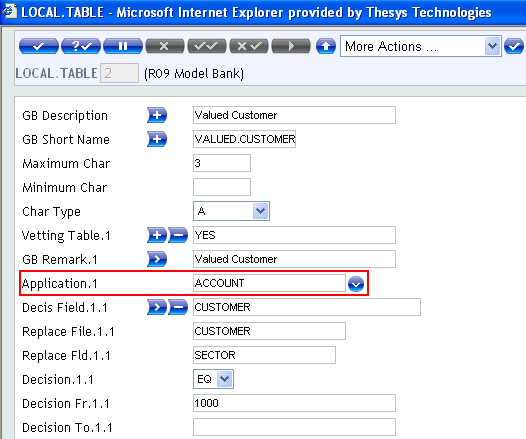 LOCAL.TABLE - Microsoft Internet Explorer provided by Thesys Technologies
More Actions ...
LOCAL.TABLE 2 (R09 Model Bank)
GB Description Valued Customer
GB Short Name VALUED.CUSTOMER
Maximum Char 3
Minimum Char
Char Type A
Vetting Table.1 YES
GB Remark.1 Valued Customer
Application.1 ACCOUNT
Decis Field.1.1 CUSTOMER
Replace File.1.1 CUSTOMER
Replace Fld.1.1 SECTOR
Decision.1.1 EQ
Decision Fr.1.1 1000
Decision To.1.1